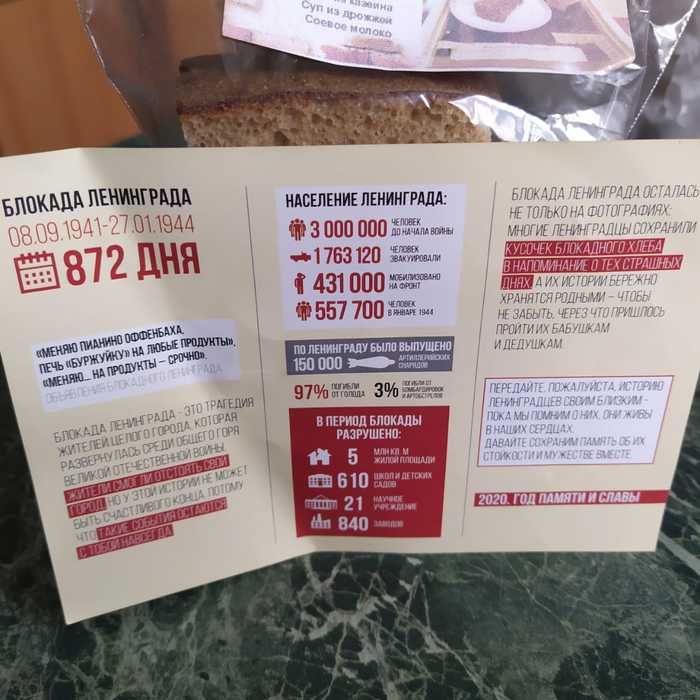 казеина
Суп из дрожжей
Соевое молоко
БЛОКАДА ЛЕНИНГРАДА
08.09.1941-27.01.1944
872 ДНЯ
«МЕНЯЮ ПИАНИНО ОФФЕНБАХА,
ПЕЧЬ «БУРЖУЙКУ» НА ЛЮБЫЕ ПРОДУКТЫ»,
«МЕНЯЮ... НА ПРОДУКТЫ – СРОЧНО».
ОБЪЯВЛЕНИЯ БЛОКАДНОГО ЛЕНИНГРАДА
БЛОКАДА ЛЕНИНГРАДА - ЭТО ТРАГЕДИЯ
ЖИТЕЛЕЙ ЦЕЛОГО ГОРОДА, КОТОРАЯ
РАЗВЕРНУЛАСЬ СРЕДИ ОБЩЕГО ГОРЯ
ВЕЛИКОЙ ОТЕЧЕСТВЕННОЙ ВОЙНЫ.
ЖИТЕЛИ СМОГЛИ ОТСТОЯТЬ СВОЙ
ГОРОД, НО У ЭТОЙ ИСТОРИИ НЕ МОЖЕТ
БЫТЬ СЧАСТЛИВОГО КОНЦА, ПОТОМУ
ЧТО ТАКИЕ СОБЫТИЯ ОСТАЮТСЯ
С ТОБОЙ НАВСЕГДА
НАСЕЛЕНИЕ ЛЕНИНГРАДА:
3 000 000 ЧЕЛОВЕК
ДО НАЧАЛА ВОЙНЫ
1 763 120 ЧЕЛОВЕК
ЭВАКУИРОВАЛИ
431 000 МОБИЛИЗОВАНО
НА ФРОНТ
557 700 ЧЕЛОВЕК
В ЯНВАРЕ 1944
ПО ЛЕНИНГРАДУ БЫЛО ВЫПУЩЕНО
150 000 АРТИЛЛЕРИЙСКИХ
СНАРЯДОВ
97% ПОГИБЛИ
ОТ ГОЛОДА
3% ПОГИБЛИ ОТ
БОМБАРДИРОВОК
И АРТОБСТРЕЛОВ
В ПЕРИОД БЛОКАДЫ
РАЗРУШЕНО:
5 МЛН КВ. М
ЖИЛОЙ ПЛОЩАДИ
610 ШКОЛ И ДЕТСКИХ
САДОВ
21 НАУЧНОЕ
УЧРЕЖДЕНИЕ
840 ЗАВОДОВ
БЛОКАДА ЛЕНИНГРАДА ОСТАЛАСЬ
НЕ ТОЛЬКО НА ФОТОГРАФИЯХ:
МНОГИЕ ЛЕНИНГРАДЦЫ СОХРАНИЛИ
КУСОЧЕК БЛОКАДНОГО ХЛЕБА
В НАПОМИНАНИЕ О ТЕХ СТРАШНЫХ
ДНЯХ, А ИХ ИСТОРИИ БЕРЕЖНО
ХРАНЯТСЯ РОДНЫМИ – ЧТОБЫ
НЕ ЗАБЫТЬ, ЧЕРЕЗ ЧТО ПРИШЛОСЬ
ПРОЙТИ ИХ БАБУШКАМ
И ДЕДУШКАМ.
ПЕРЕДАЙТЕ, ПОЖАЛУЙСТА, ИСТОРИЮ
ЛЕНИНГРАДЦЕВ СВОИМ БЛИЗКИМ -
ПОКА МЫ ПОМНИМ О НИХ, ОНИ ЖИВЫ
В НАШИХ СЕРДЦАХ.
ДАВАЙТЕ СОХРАНИМ ПАМЯТЬ ОБ ИХ
СТОЙКОСТИ И МУЖЕСТВЕ ВМЕСТЕ.
2020. ГОД ПАМЯТИ И СЛАВЫ